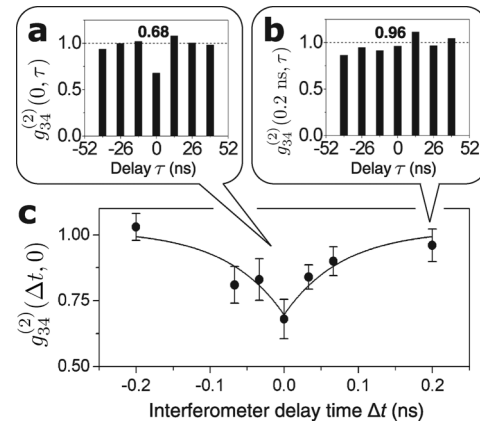 a
0.68
1.0
0.5
0.0
g_{34}^{(2)}(0, τ)
-52 -26 0 26 52
Delay τ (ns)
b
0.96
1.0
0.5
0.0
g_{34}^{(2)}(0.2 ns, τ)
-52 -26 0 26 52
Delay τ (ns)
c
1.00
0.75
0.50
g_{34}^{(2)}(Δt, 0)
-0.2 -0.1 0.0 0.1 0.2
Interferometer delay time Δt (ns)